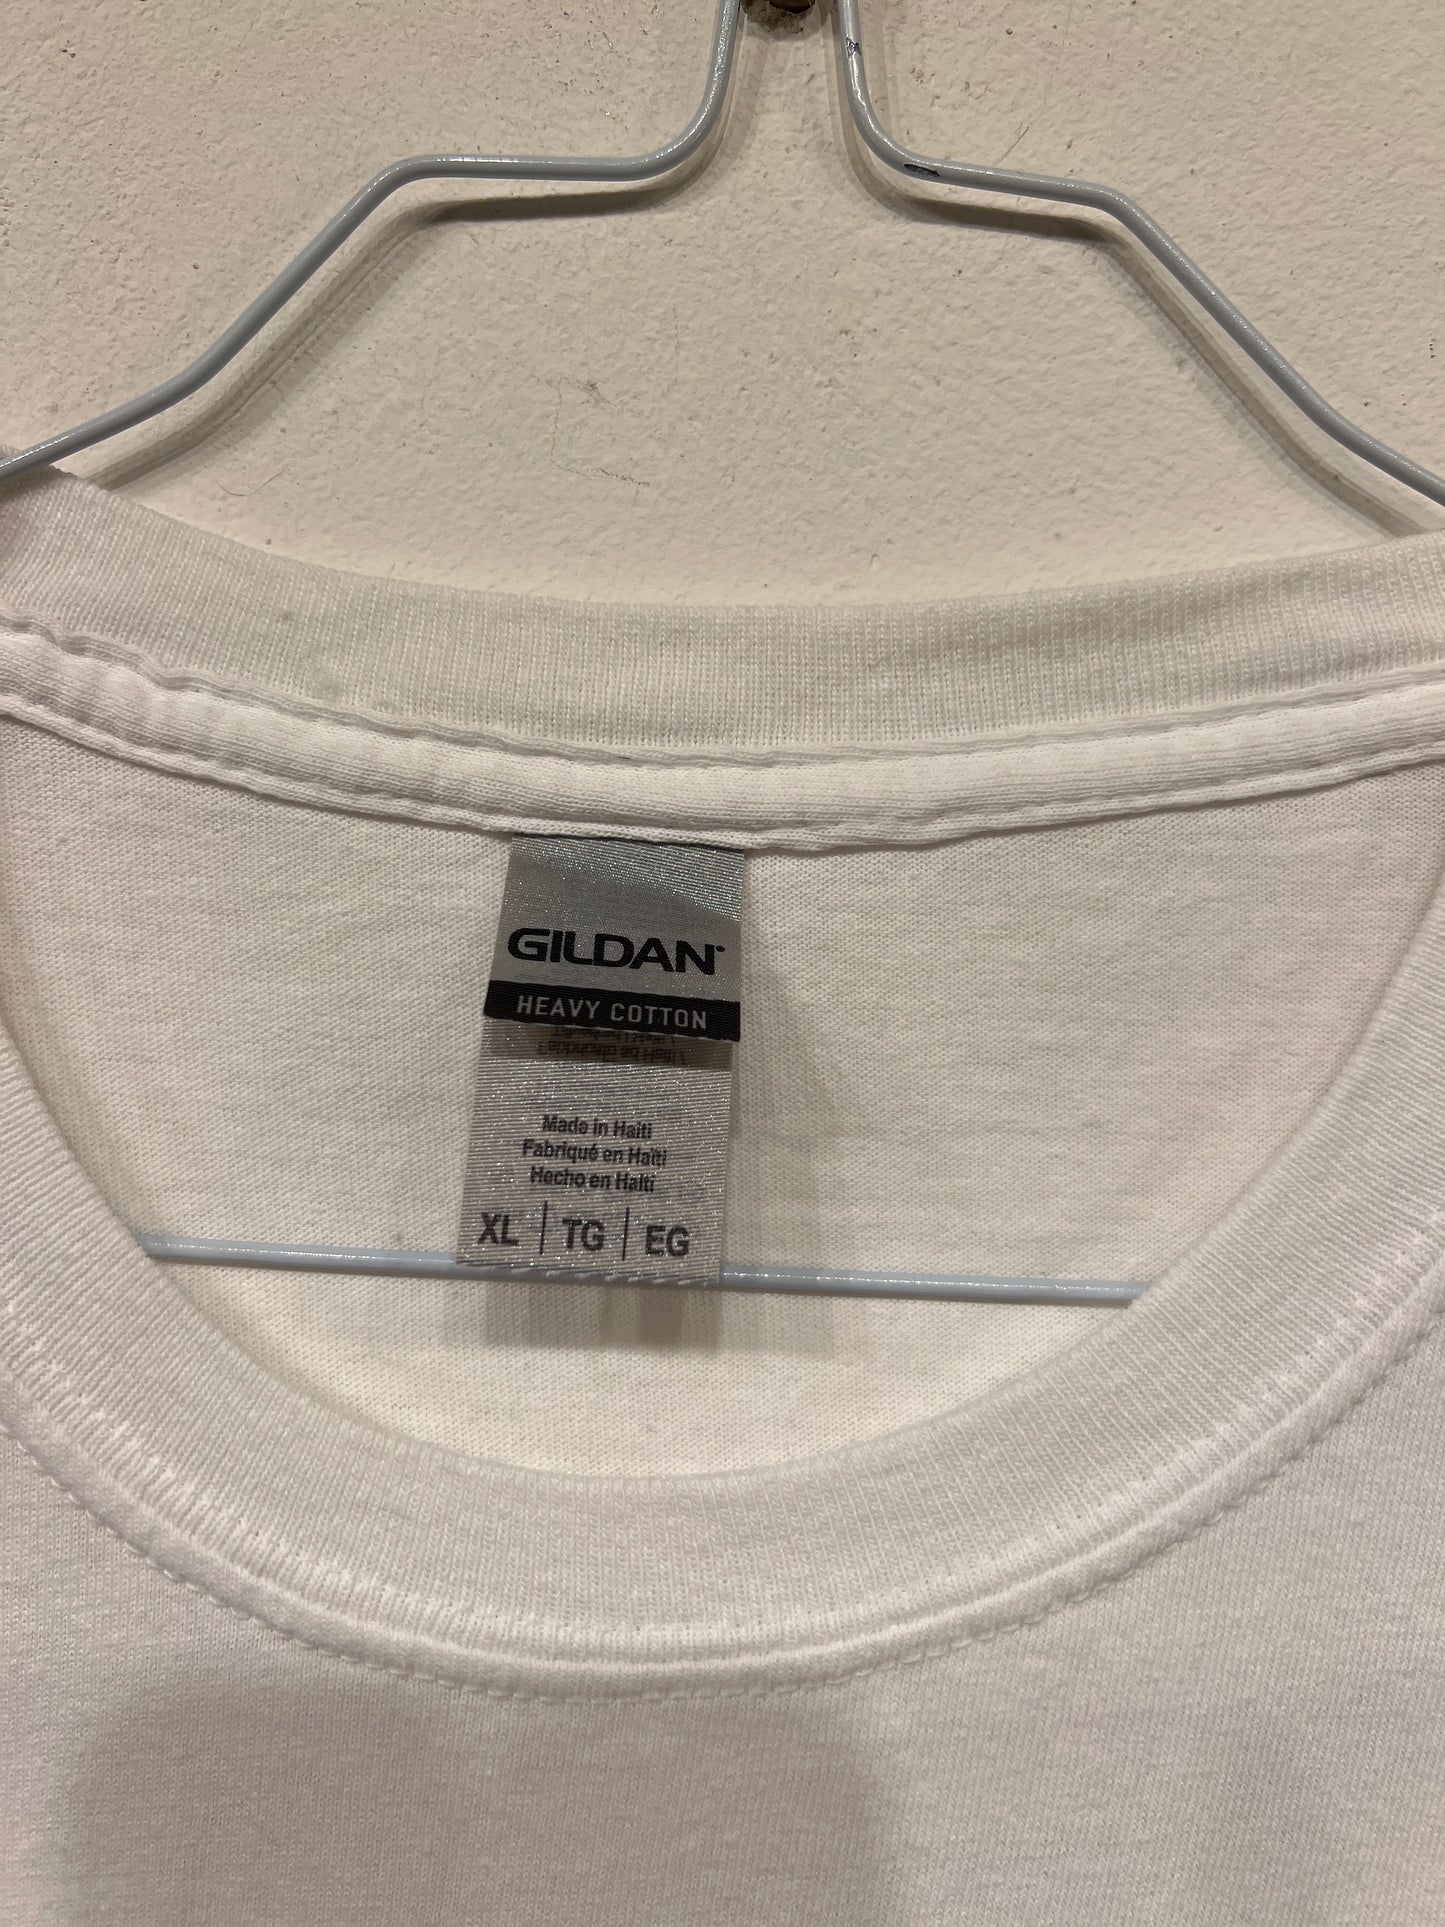 GILDAN
HEAVY COTTON
Made in Haiti
Fabriqué en Haïti
Hecho en Haití
XL | TG | EG